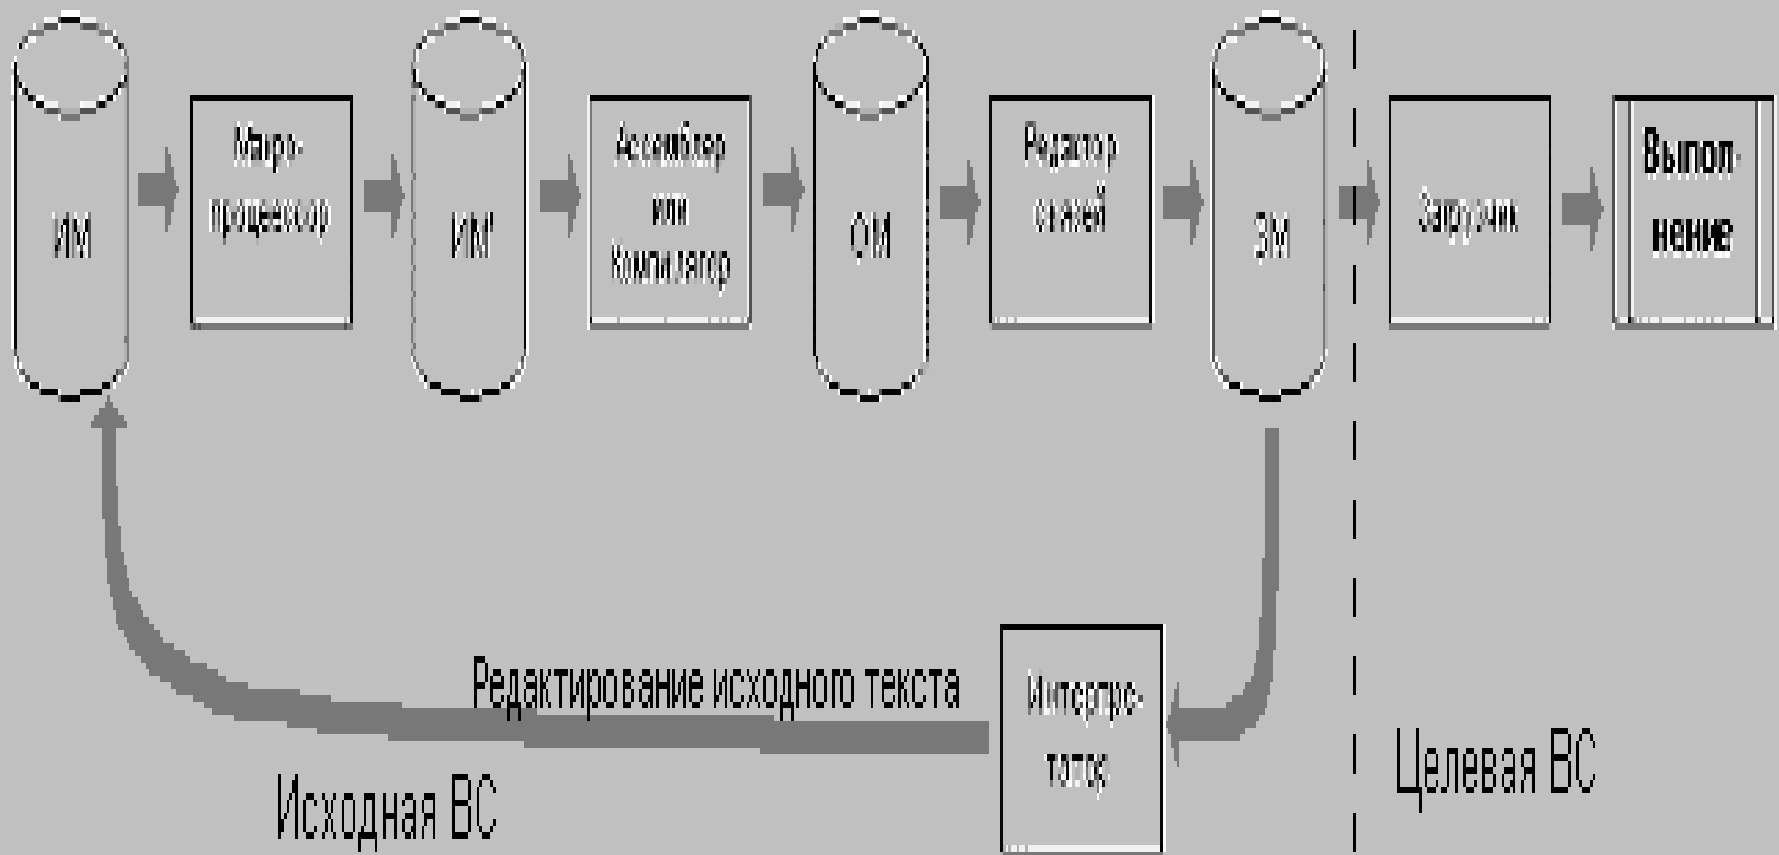 ИМ
Макро-
процессор
ИМ'
Ассемблер
или
Компилятор
ОМ
Редактор
связей
ЗМ
Загрузчик
Выпол-
нение
Редактирование исходного текста
Интерпре-
татор
Исходная ВС
Целевая ВС